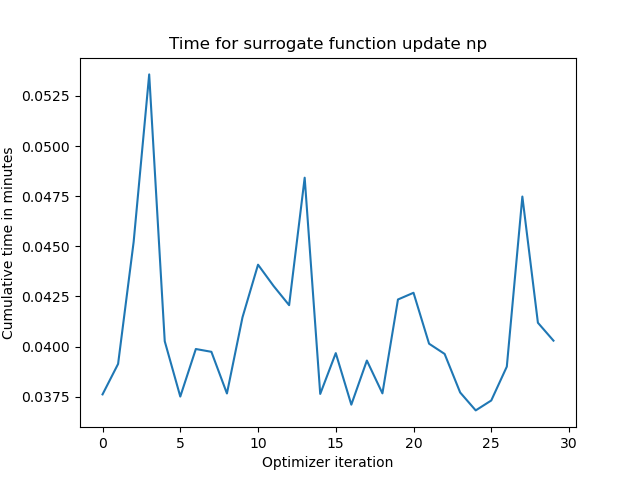 Time for surrogate function update np
Cumulative time in minutes
0.0525
0.0500
0.0475
0.0450
0.0425
0.0400
0.0375
0 5 10 15 20 25 30
Optimizer iteration